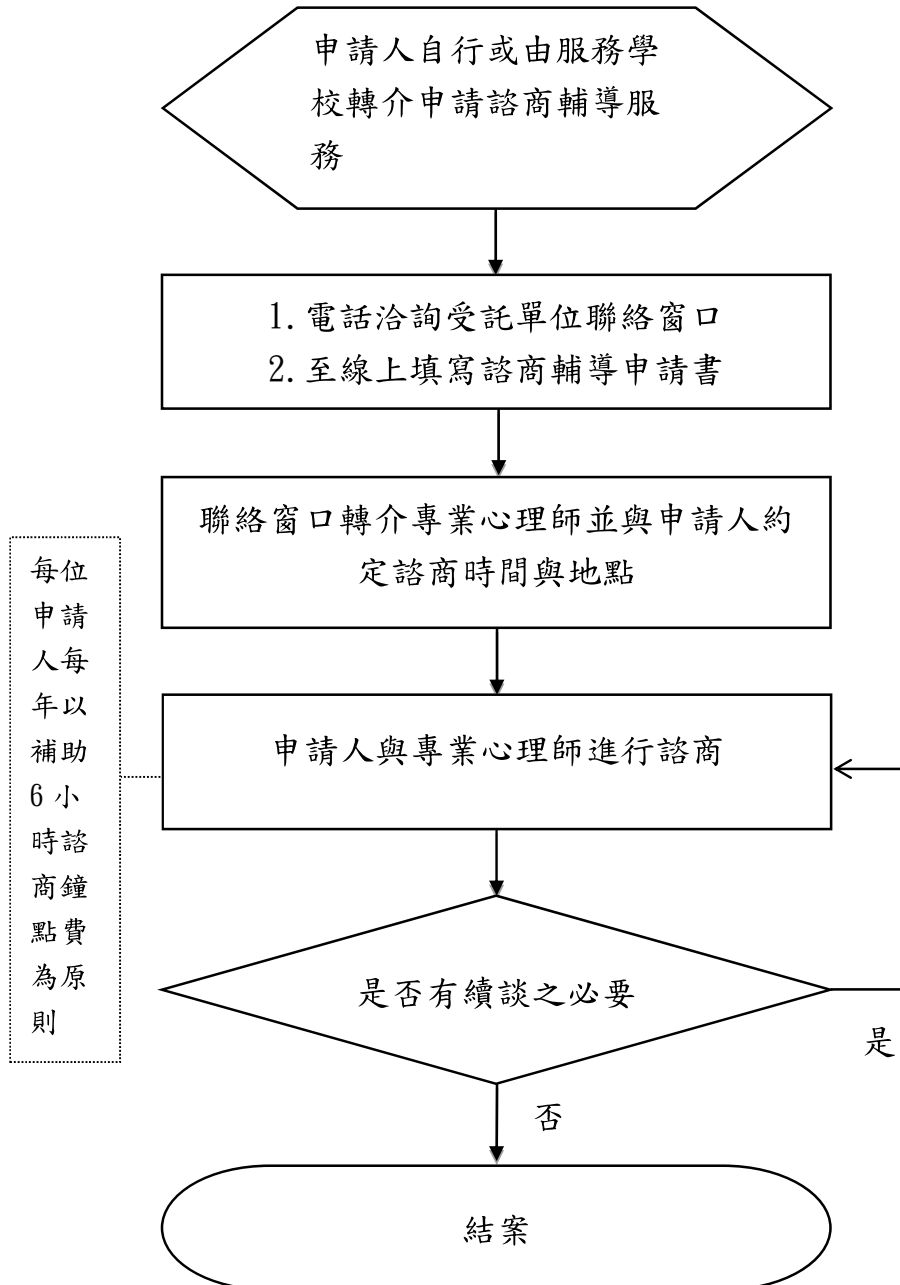 申請人自行或由服務學
校轉介申請諮商輔導服
務
1.電話洽詢受託單位聯絡窗口
2.至線上填寫諮商輔導申請書
聯絡窗口轉介專業心理師並與申請人約
定諮商時間與地點
每位
申請
人每
年以
補助
6 小
時諮
商鐘
點費
為原
則
申請人與專業心理師進行諮商
是否有續談之必要
是
否
結案